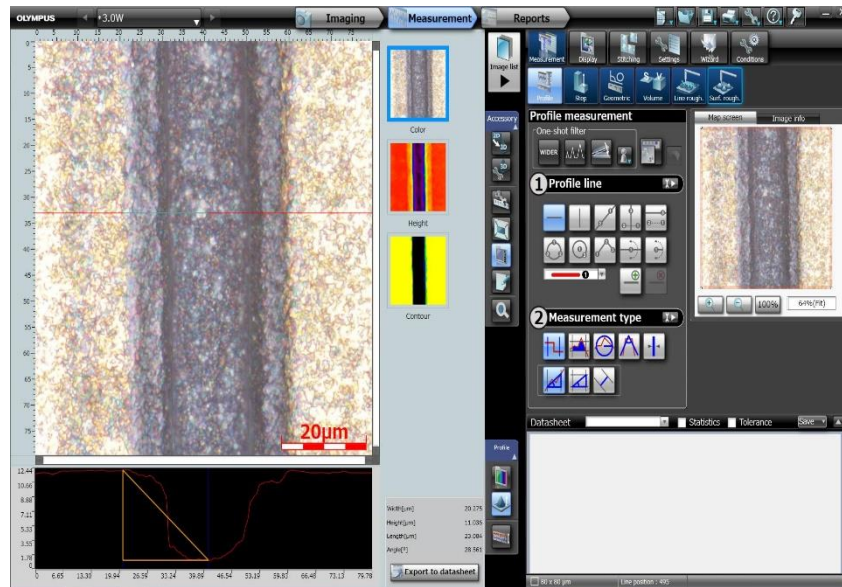 OLYMPUS
*3.0W
Imaging
Measurement
Reports
Image list
Measurement
Display
Stitching
Settings
Wizard
Conditions
Profile
Step
Geometric
Volume
Line rough.
Surf. rough.
Accessory
Profile measurement
One-shot filter
WIDER
Map screen
Image info
1 Profile line
100%
64%(Fit)
2 Measurement type
Color
Height
Contour
20μm
Datasheet
Statistics
Tolerance
Save
Profile
12.44
10.66
8.88
7.11
5.33
3.55
1.78
0
0 6.65 13.30 19.94 26.59 33.24 39.89 46.54 53.19 59.83 66.48 73.13 79.78
Width[μm] 20.275
Height[μm] 11.035
Length[μm] 23.084
Angle[°] 28.561
Export to datasheet
80 x 80 μm
Line position : 495